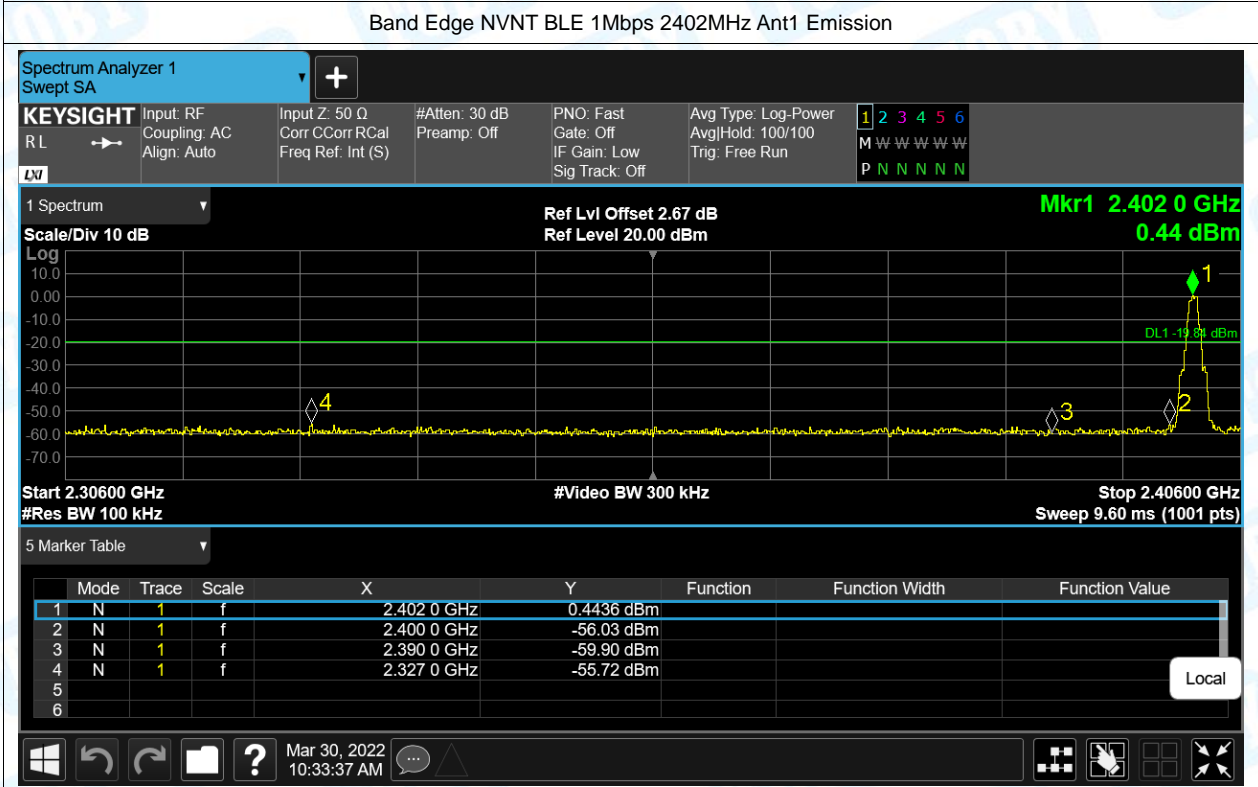 Band Edge NVNT BLE 1Mbps 2402MHz Ant1 Emission
Spectrum Analyzer 1
Swept SA
+
KEYSIGHT Input: RF Input Z: 50 Ω #Atten: 30 dB PNO: Fast Avg Type: Log-Power 1 2 3 4 5 6
RL Coupling: AC Corr CCorr RCal Preamp: Off Gate: Off Avg|Hold: 100/100 M W W W W W W
Align: Auto Freq Ref: Int (S) IF Gain: Low Trig: Free Run
LXI Sig Track: Off P N N N N N
1 Spectrum
Ref Lvl Offset 2.67 dB Mkr1 2.402 0 GHz
Scale/Div 10 dB Ref Level 20.00 dBm 0.44 dBm
Log
1
10.0
0.00
-10.0
DL1 -19.84 dBm
-20.0
-30.0
-40.0
4 3 2
-50.0
-60.0
-70.0
Start 2.30600 GHz #Video BW 300 kHz Stop 2.40600 GHz
#Res BW 100 kHz Sweep 9.60 ms (1001 pts)
5 Marker Table
Mode Trace Scale X Y Function Function Width Function Value
1 N 1 f 2.402 0 GHz 0.4436 dBm
2 N 1 f 2.400 0 GHz -56.03 dBm
3 N 1 f 2.390 0 GHz -59.90 dBm
4 N 1 f 2.327 0 GHz -55.72 dBm
5
6
Local
? Mar 30, 2022
10:33:37 AM